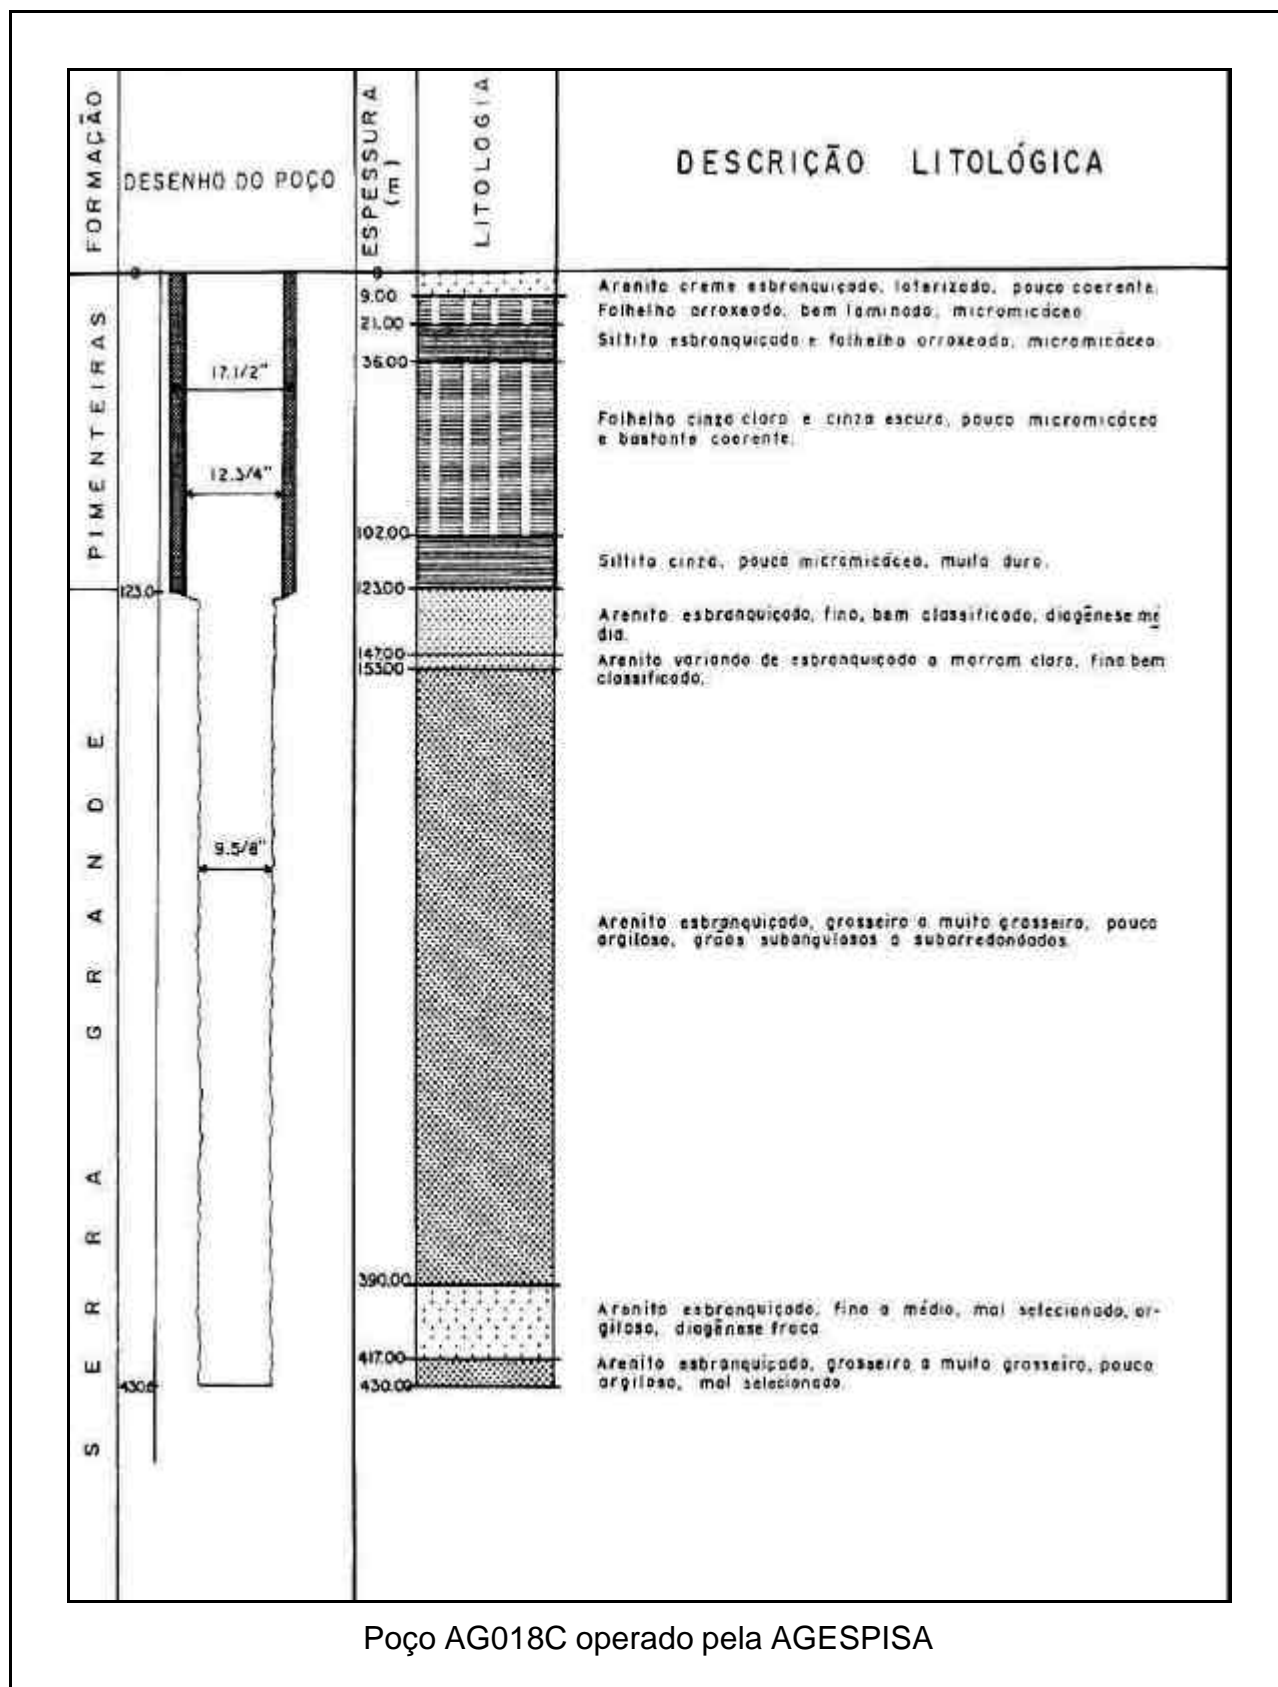 FORMAÇÃO
DESENHO DO POÇO
ESPESSURA (m)
LITOLOGIA
DESCRIÇÃO LITOLÓGICA
PIMENTEIRAS
SERRA GRANDE
0
17.1/2"
12.3/4"
123.0
9.5/8"
430.0
0
9.00
21.00
36.00
102.00
123.00
147.00
153.00
390.00
417.00
430.00
Arenito creme esbranquiçado, laterizado, pouco coerente.
Folhelho arroxeado, bem laminado, micromicáceo.
Siltito esbranquiçado e folhelho arroxeado, micromicáceo.
Folhelho cinza claro e cinza escuro, pouco micromicáceo
e bastante coerente.
Siltito cinza, pouco micromicáceo, muito duro.
Arenito esbranquiçado, fino, bem classificado, diagênese mé
dia.
Arenito variando de esbranquiçado a marrom claro, fino bem
classificado.
Arenito esbranquiçado, grosseiro a muito grosseiro, pouco
argiloso, grãos subangulosos a subarredondados.
Arenito esbranquiçado, fino a médio, mal selecionado, ar-
giloso, diagênese fraca
Arenito esbranquiçado, grosseiro a muito grosseiro, pouco
argiloso, mal selecionado.
Poço AG018C operado pela AGESPISA